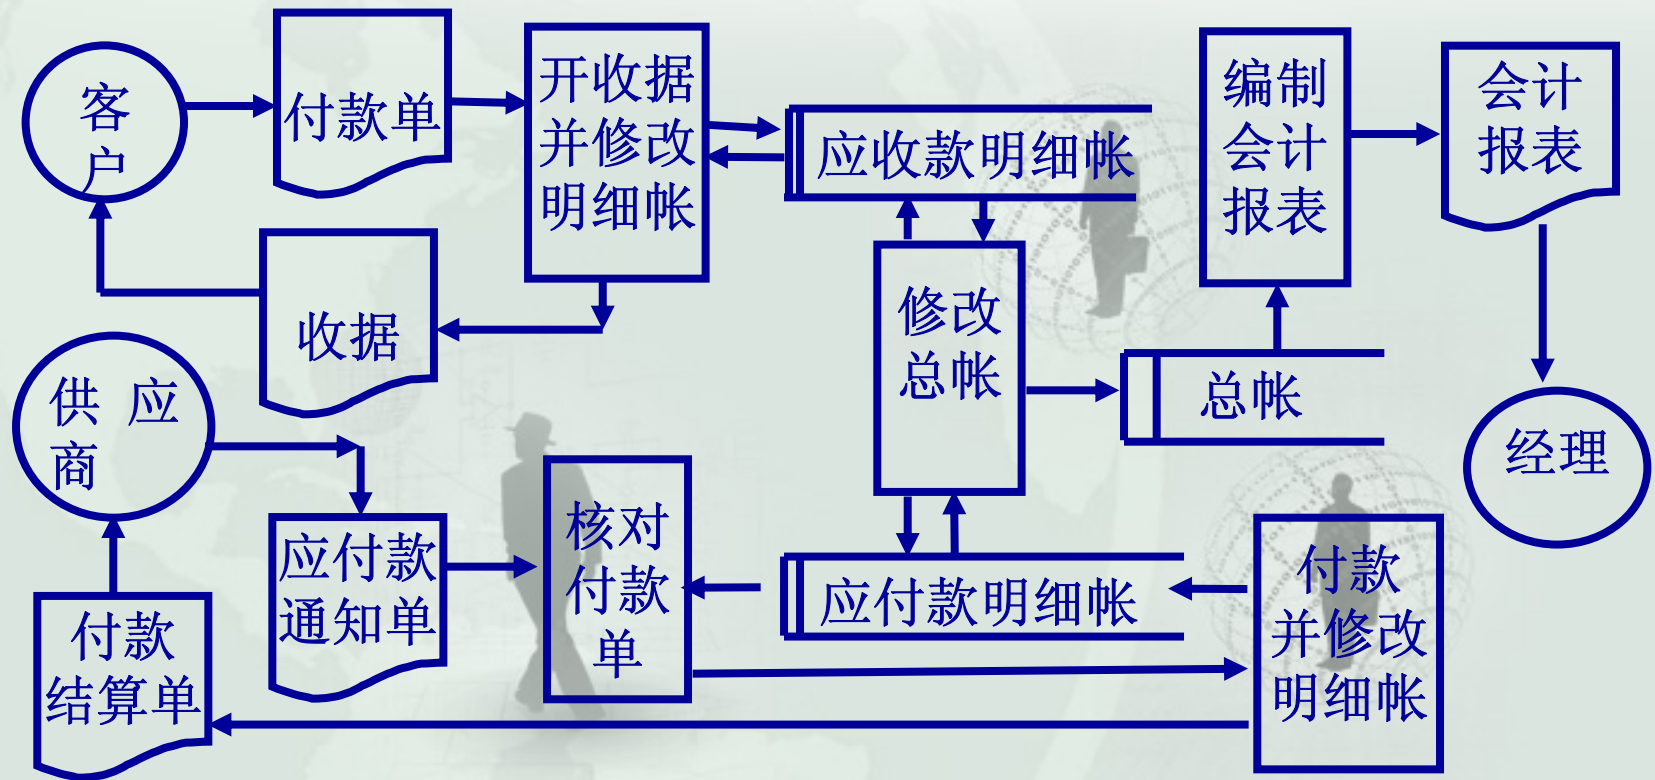 客
户
付款单
开收据
并修改
明细帐
应收款明细帐
编制
会计
报表
会计
报表
收据
修改
总帐
总帐
供 应
商
经理
应付款
通知单
核对
付款
单
应付款明细帐
付款
并修改
明细帐
付款
结算单